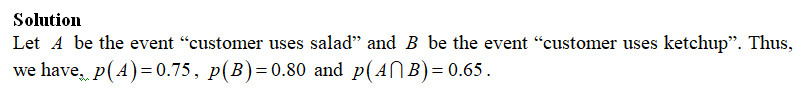 Solution
Let A be the event “customer uses salad” and B be the event “customer uses ketchup”. Thus,
we have, p(A)=0.75, p(B)=0.80 and p(A⋂B)=0.65.